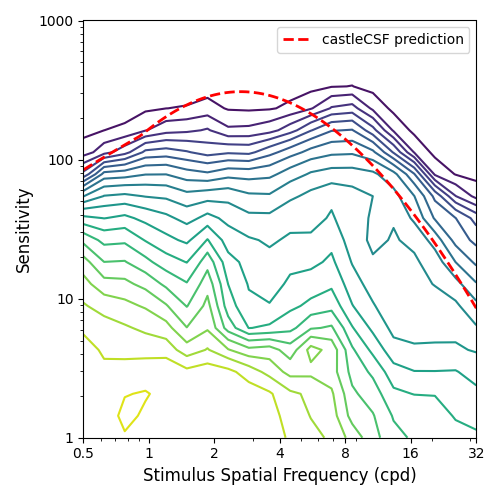 1000
castleCSF prediction
100
Sensitivity
10
1
0.5 1 2 4 8 16 32
Stimulus Spatial Frequency (cpd)